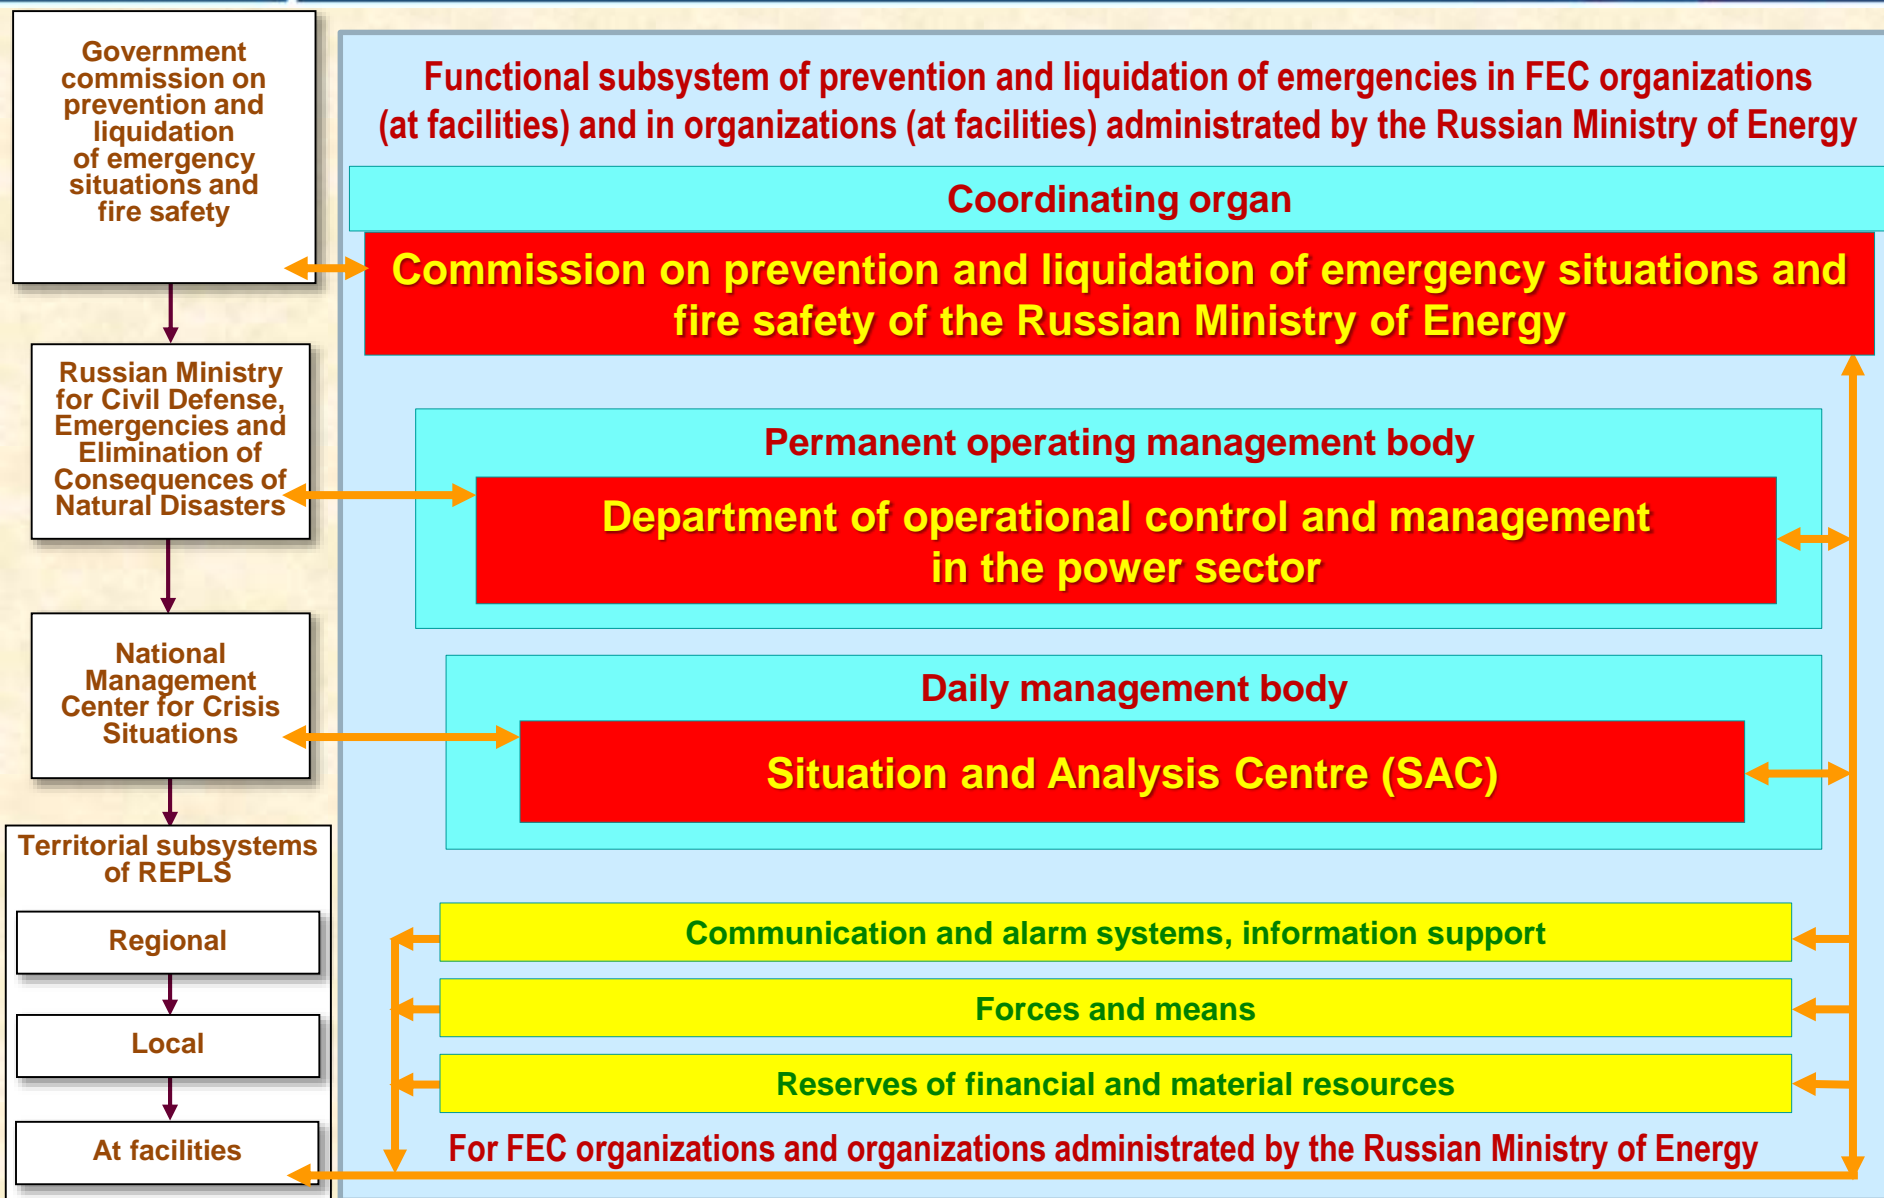 Government
commission on
prevention and
liquidation
of emergency
situations and
fire safety
Russian Ministry
for Civil Defense,
Emergencies and
Elimination of
Consequences of
Natural Disasters
National
Management
Center for Crisis
Situations
Territorial subsystems
of REPLS
Regional
Local
At facilities
Functional subsystem of prevention and liquidation of emergencies in FEC organizations
(at facilities) and in organizations (at facilities) administrated by the Russian Ministry of Energy
Coordinating organ
Commission on prevention and liquidation of emergency situations and
fire safety of the Russian Ministry of Energy
Permanent operating management body
Department of operational control and management
in the power sector
Daily management body
Situation and Analysis Centre (SAC)
Communication and alarm systems, information support
Forces and means
Reserves of financial and material resources
For FEC organizations and organizations administrated by the Russian Ministry of Energy